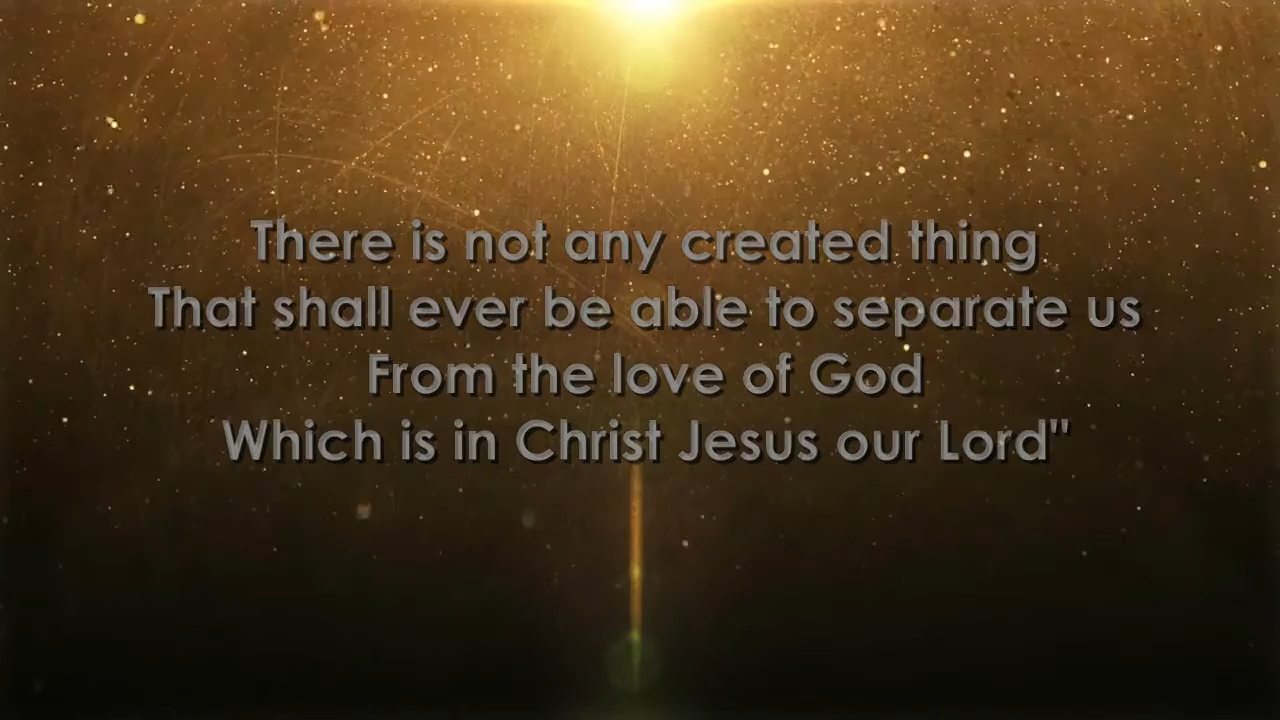 There is not any created thing
That shall ever be able to separate us
From the love of God
Which is in Christ Jesus our Lord"